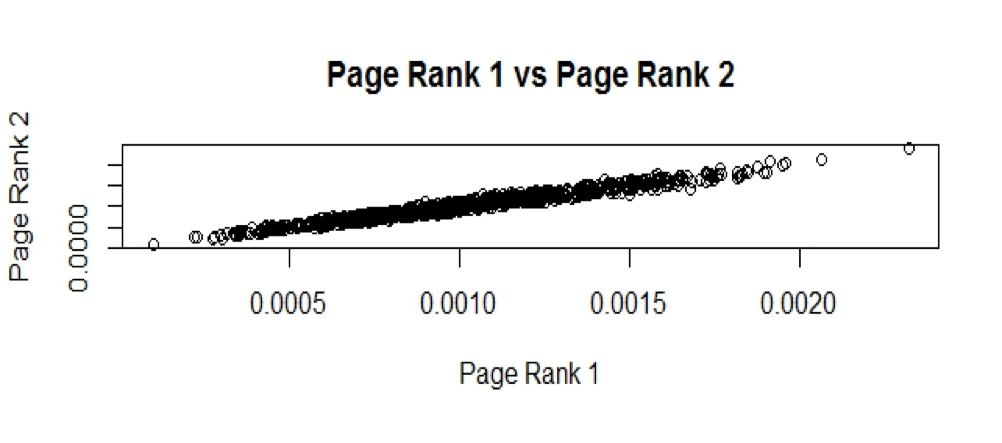 Page Rank 1 vs Page Rank 2
Page Rank 2
0.0000
0.0005 0.0010 0.0015 0.0020
Page Rank 1